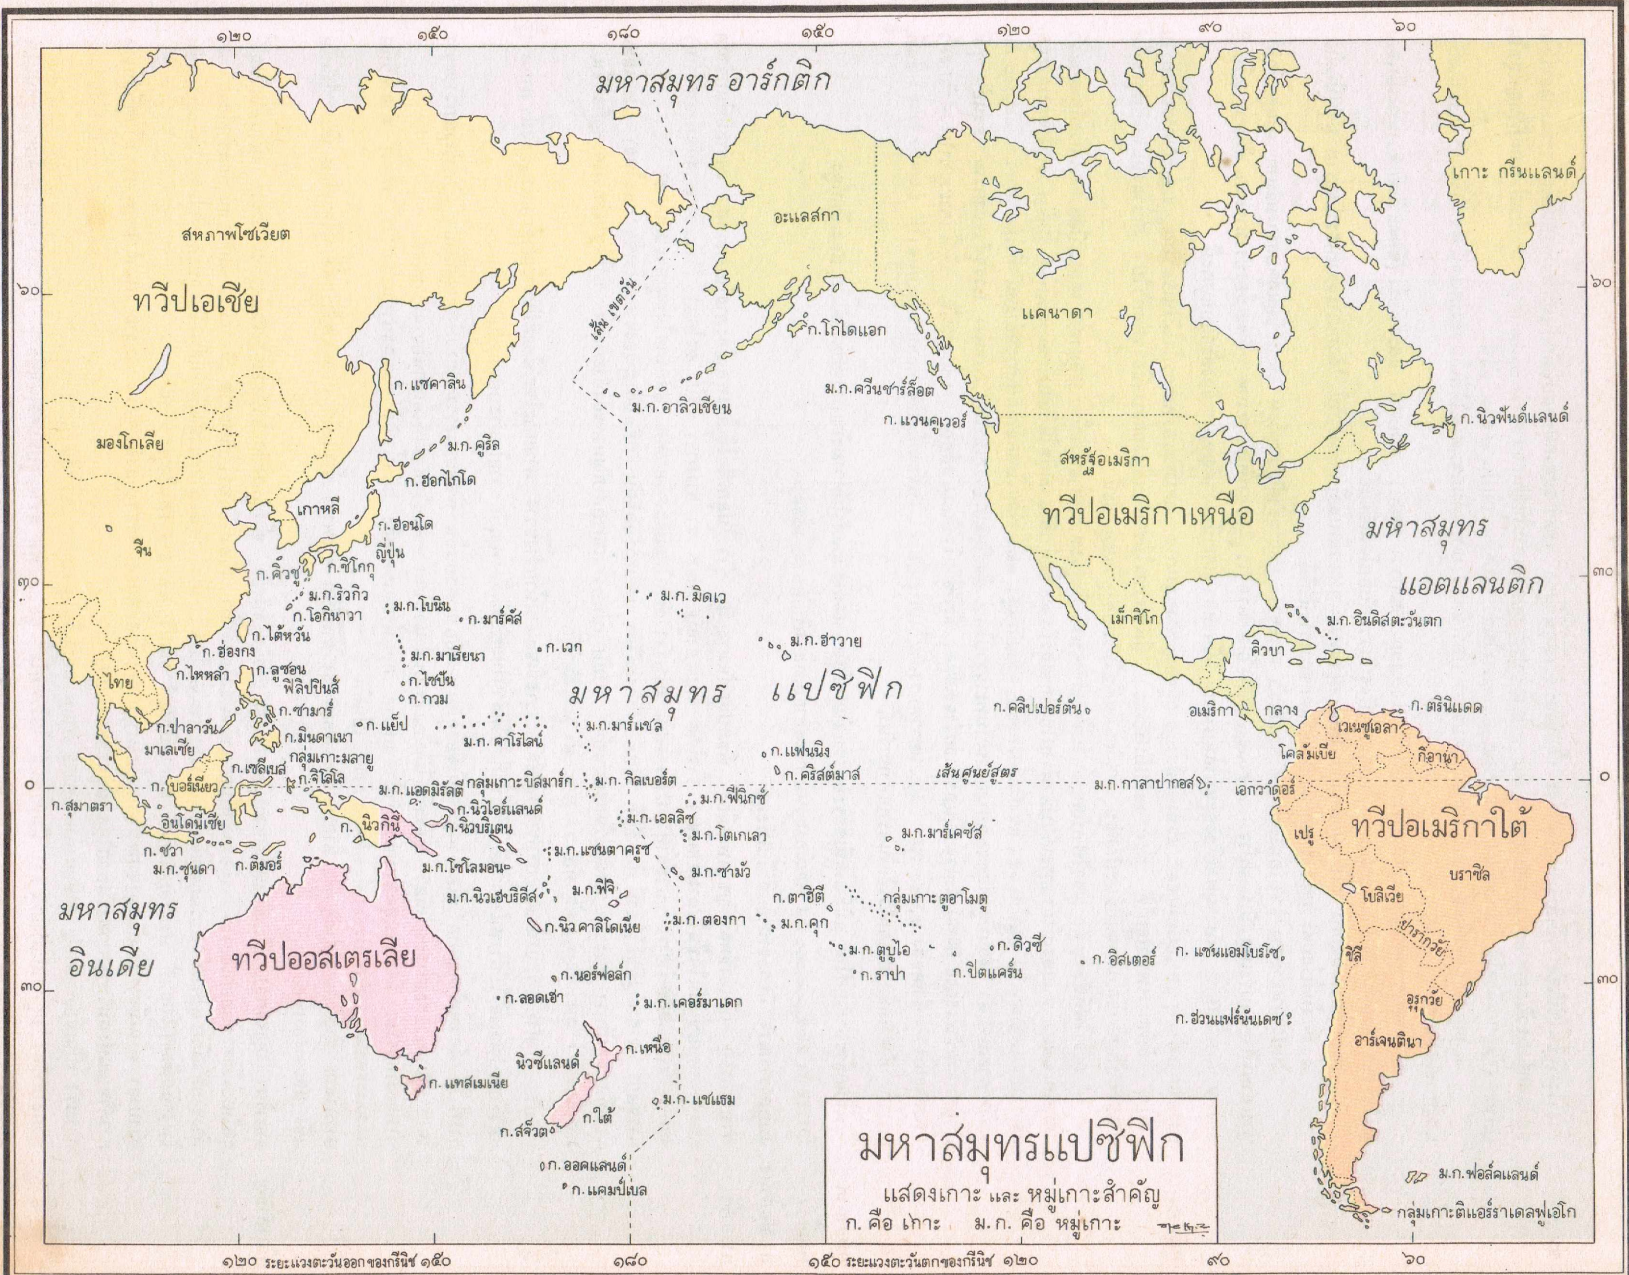 ๑๒๐ ๑๕๐ ๑๘๐ ๑๕๐ ๑๒๐ ๙๐ ๖๐
มหาสมุทร อาร์กติก
เกาะ กรีนแลนด์
อะแลสกา
สหภาพโซเวียต
ทวีปเอเชีย
๖๐
๖๐
เส้น เขตวัน
แคนาดา
ก.โกไดแอก
ก. แซคาลิน
ม.ก.ควีนชาร์ล็อต
ม.ก.อาลิวเชียน
ก. แวนคูเวอร์
ก. นิวฟันด์แลนด์
มองโกเลีย
ม.ก.คูริล
สหรัฐอเมริกา
ก.ฮอกไกโด
เกาหลี
ทวีปอเมริกาเหนือ
ก.ฮอนโด
มหาสมุทร
แอตแลนติก
จีน
ญี่ปุ่น
ก.ซิโกกุ
ก.คิวชู
๓๐
๓๐
ม.ก.ริวกิว
ก.โอกินาวา
ม.ก.โบนิน
ก.มาร์คัส
ม.ก.มิดเว
เม็กซิโก
ม.ก.อินดิสตะวันตก
ก.ไต้หวัน
ก.ฮ่องกง
ม.ก.มาเรียนา
ก.เวก
ม.ก.ฮ่าวาย
คิวบา
ก.ไหหลำ
ก.ลูซอน
ฟิลิปปินส์
ไทย
ก.ไซปัน
ก.กวม
มหาสมุทร แปซิฟิก
ก.คลิปเปอร์ตัน
อเมริกา กลาง
ก.ตรินิแดด
ก.ซามาร์
ก.ปาลาวัน
ก.แย็ป
ม.ก.มาร์แชล
เวเนซูเอลา
ก.มินดาเนา
มาเลเซีย
ม.ก. คาโรไลน์
ก.แฟนนิง
โคลัมเบีย
กิอานา
กลุ่มเกาะมลายู
ก.เซลีเบส
ก.จิโลโล
ก.คริสต์มาส
เส้นศูนย์สูตร
๐
๐
ก. บอร์เนียว
ม.ก.แอดมิรัลตี
กลุ่มเกาะบิสมาร์ก
ม.ก.กิลเบอร์ต
ม.ก.กาลาปากอส
เอกวาดอร์
ก.สุมาตรา
ก.นิวไอร์แลนด์
ม.ก.ฟีนิกซ์
อินโดนีเซีย
ก. นิวกินี
ก.นิวบริเตน
ม.ก.เอลลิซ
ม.ก.โตเกเลา
ม.ก.มาร์เคซัส
เปรู
ทวีปอเมริกาใต้
ก.ชวา
ม.ก.ซุนดา
ก.ติมอร์
ม.ก.โซโลมอน
ม.ก.แซนตาครูซ
ม.ก.ซามัว
บราซิล
ม.ก.นิวเฮบริดีส
ม.ก.ฟิจิ
ก.ตาฮิตี
กลุ่มเกาะตูอาโมตู
โบลิเวีย
มหาสมุทร
อินเดีย
ก.นิวคาลิโดเนีย
ม.ก.ตองกา
ม.ก.คุก
ปารากวัย
ทวีปออสเตรเลีย
ม.ก.ตูบูไอ
ก.ดิวซี
ก. อิสเตอร์
ก. แซนแอมโบรโซ
ชิลี
ก.นอร์ฟอล์ก
ก.ราปา
ก.ปิตแคร์น
๓๐
๓๐
ก.ลอดเฮา
ม.ก.เคอร์มาเดก
อุรุกวัย
ก.ฮ่วนแฟร์นันเดซ
อาร์เจนตินา
ก.เหนือ
นิวซีแลนด์
ก. แทสเมเนีย
ก.ใต้
ม.ก. แชแธม
ก.สจ๊วต
ก. ออคแลนด์
ก.แคมป์เบล
มหาสมุทรแปซิฟิก
แสดงเกาะ และ หมู่เกาะสำคัญ
ก. คือ เกาะ ม.ก. คือ หมู่เกาะ
ม.ก.ฟอล์คแลนด์
กลุ่มเกาะติแอร์ราเดลฟูเอโก
๑๒๐ ระยะแวงตะวันออกของกรีนิช ๑๕๐ ๑๘๐ ๑๕๐ ระยะแวงตะวันตกของกรีนิช ๑๒๐ ๙๐ ๖๐